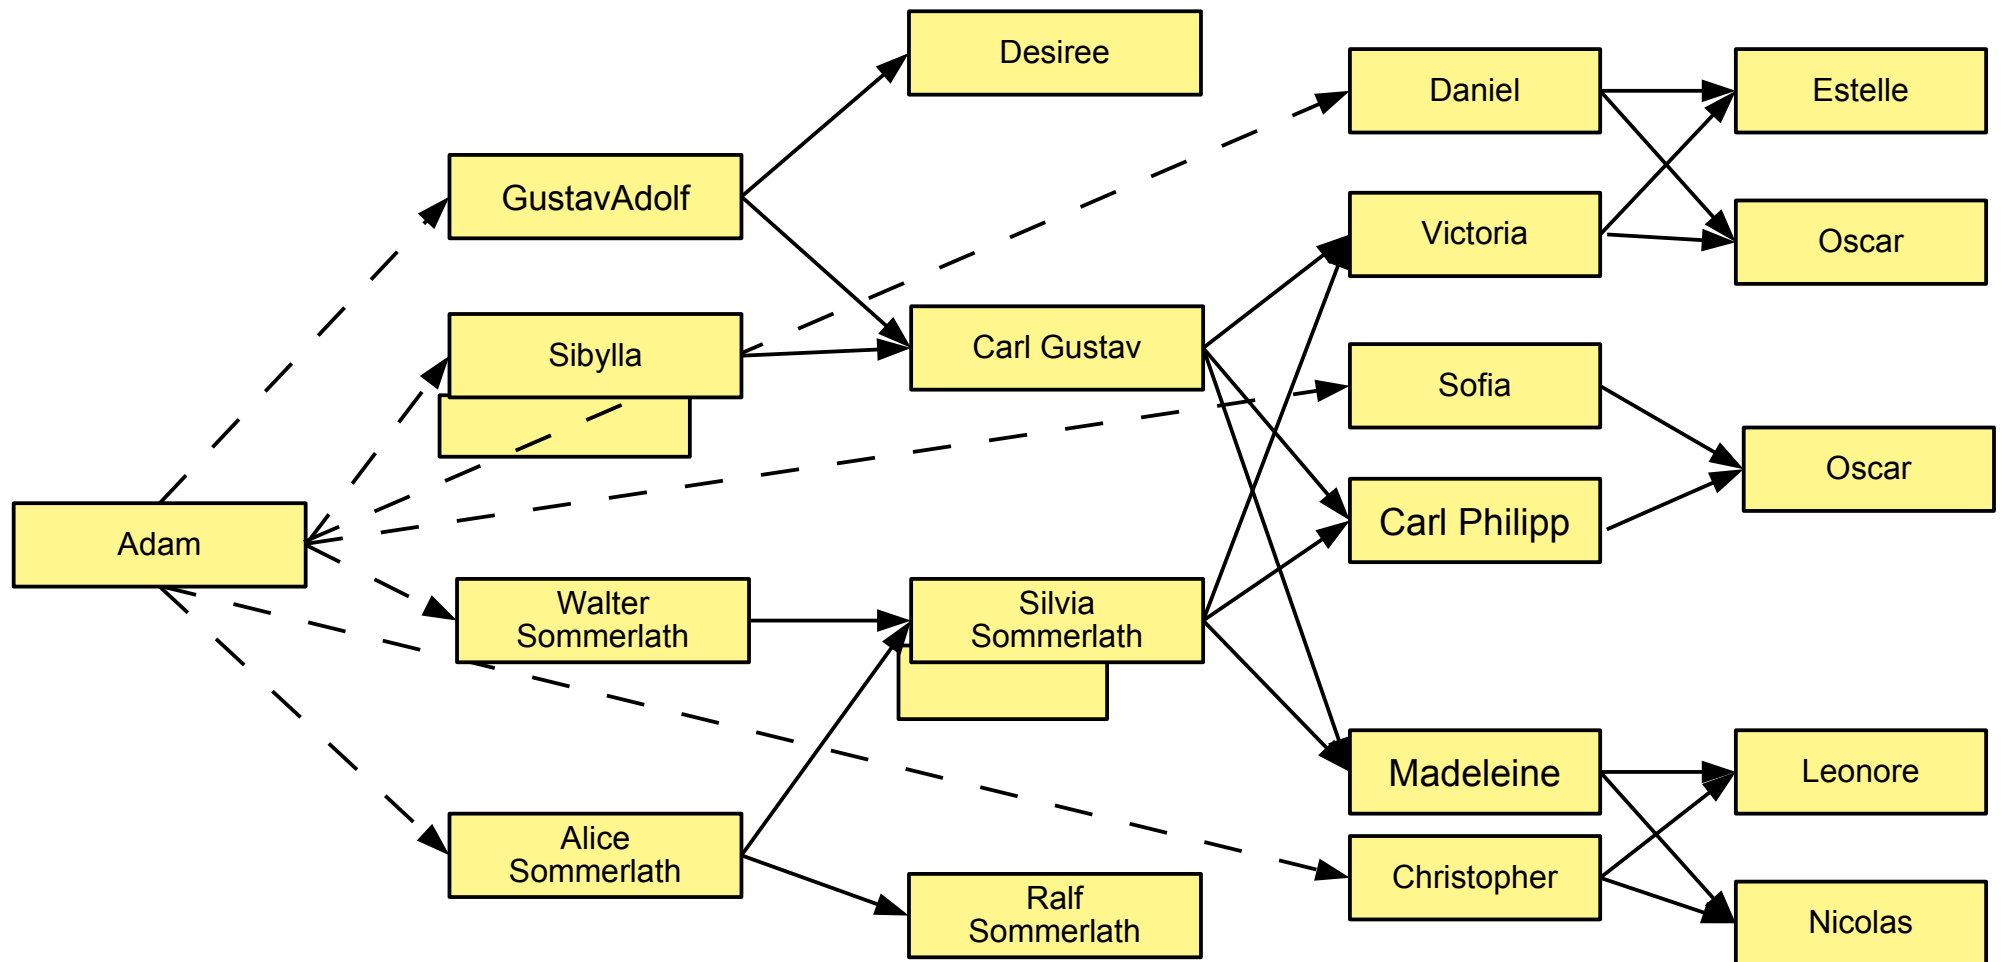 Desiree
Daniel
Estelle
GustavAdolf
Victoria
Oscar
Sibylla
Carl Gustav
Sofia
Oscar
Carl Philipp
Adam
Walter
Sommerlath
Silvia
Sommerlath
Madeleine
Leonore
Alice
Sommerlath
Christopher
Ralf
Sommerlath
Nicolas